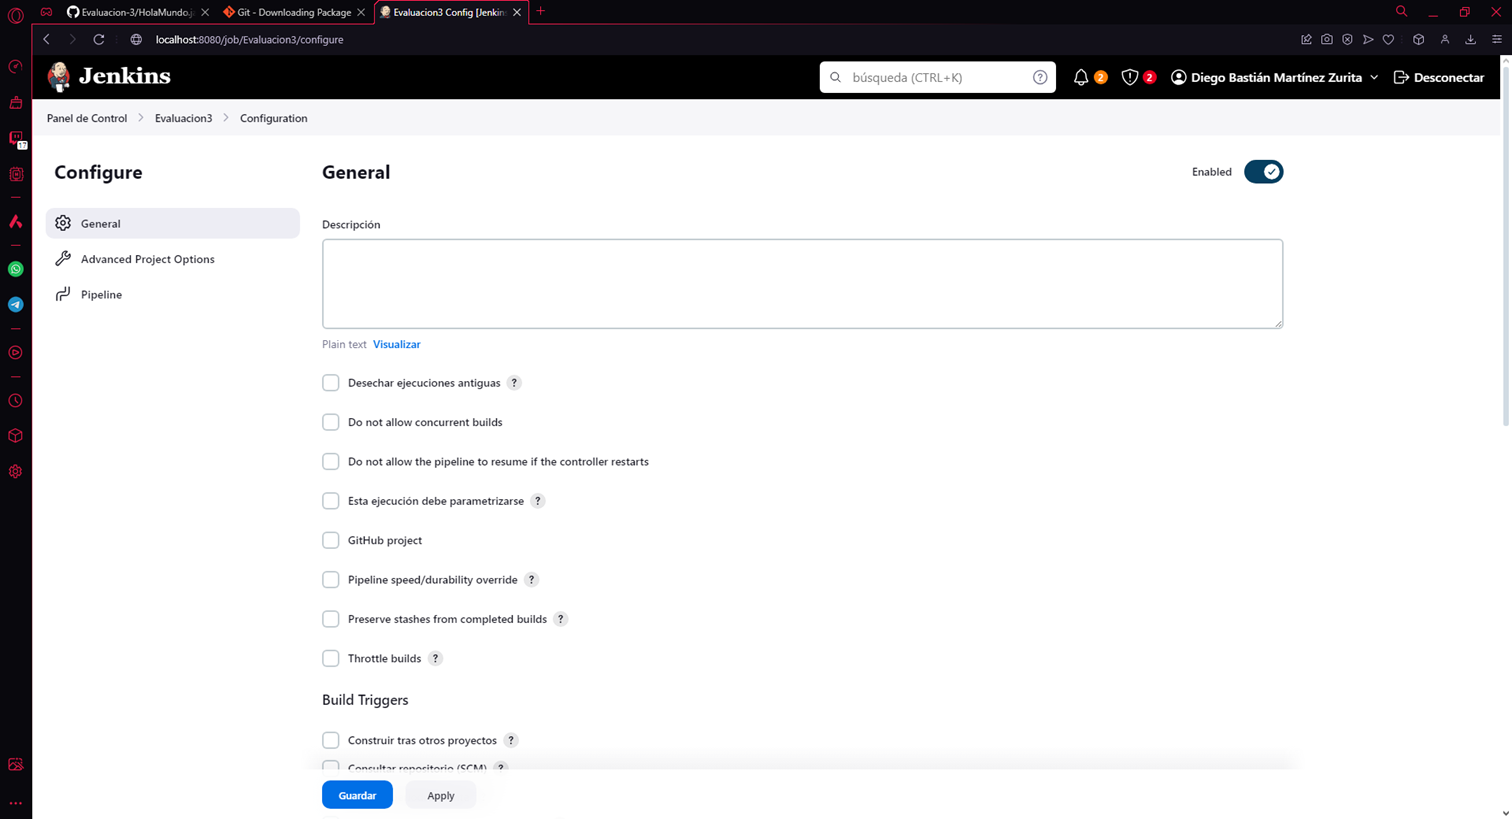 Evaluacion-3/HolaMundo.j
Git - Downloading Package
Evaluacion3 Config [Jenkins
localhost:8080/job/Evaluacion3/configure
Jenkins
búsqueda (CTRL+K)
?
2
2
Diego Bastián Martínez Zurita
Desconectar
17
Panel de Control
Evaluacion3
Configuration
Configure
General
Advanced Project Options
Pipeline
General
Enabled
Descripción
Plain text Visualizar
Desechar ejecuciones antiguas ?
Do not allow concurrent builds
Do not allow the pipeline to resume if the controller restarts
Esta ejecución debe parametrizarse ?
GitHub project
Pipeline speed/durability override ?
Preserve stashes from completed builds ?
Throttle builds ?
Build Triggers
Construir tras otros proyectos ?
Consultar repositorio (SCM) ?
Guardar
Apply